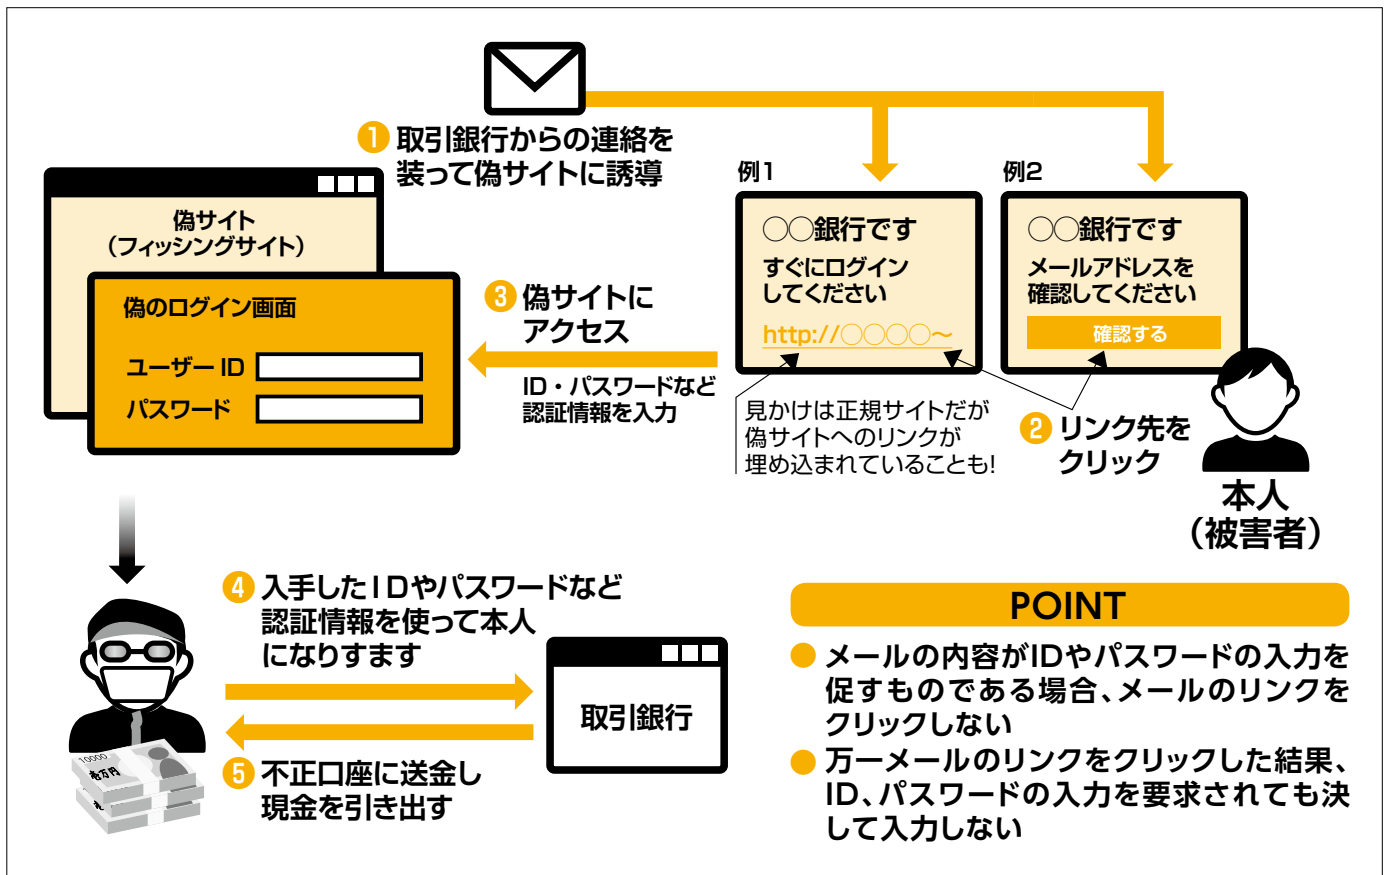 ❶ 取引銀行からの連絡を
装って偽サイトに誘導
偽サイト
（フィッシングサイト）
偽のログイン画面
ユーザー ID
パスワード
❸ 偽サイトに
アクセス
ID・パスワードなど
認証情報を入力
例1
〇〇銀行です
すぐにログイン
してください
http://〇〇〇〇～
見かけは正規サイトだが
偽サイトへのリンクが
埋め込まれていることも!
例2
〇〇銀行です
メールアドレスを
確認してください
確認する
❷ リンク先を
クリック
本人
（被害者）
❹ 入手したIDやパスワードなど
認証情報を使って本人
になりすます
取引銀行
10000
壱万円
❺ 不正口座に送金し
現金を引き出す
POINT
● メールの内容がIDやパスワードの入力を
促すものである場合、メールのリンクを
クリックしない
● 万一メールのリンクをクリックした結果、
ID、パスワードの入力を要求されても決
して入力しない